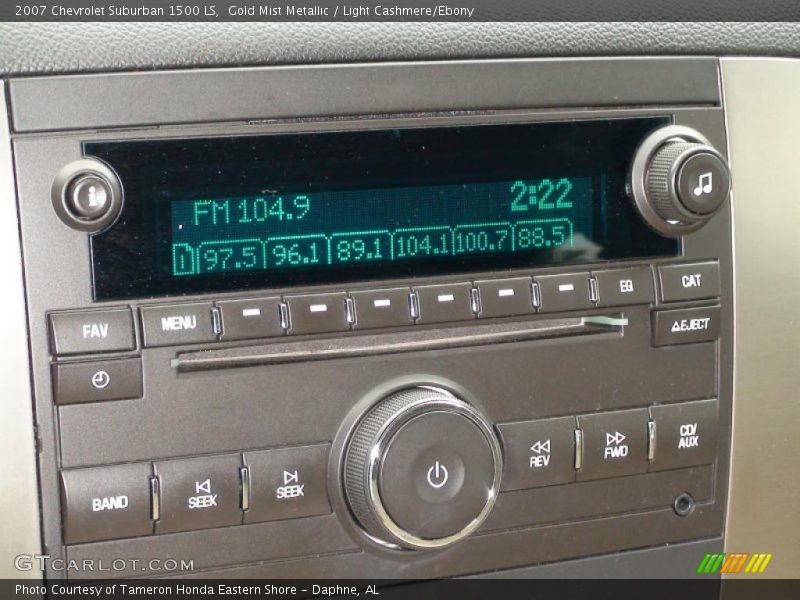 2007 Chevrolet Suburban 1500 LS,  Gold Mist Metallic / Light Cashmere/Ebony
i
FM 104.9 2:22
D 97.5 96.1 89.1 104.1 100.7 88.5
FAV MENU EQ CAT
EJECT
BAND SEEK SEEK REV FWD CD/AUX
GTCARLOT.COM
Photo Courtesy of Tameron Honda Eastern Shore – Daphne, AL